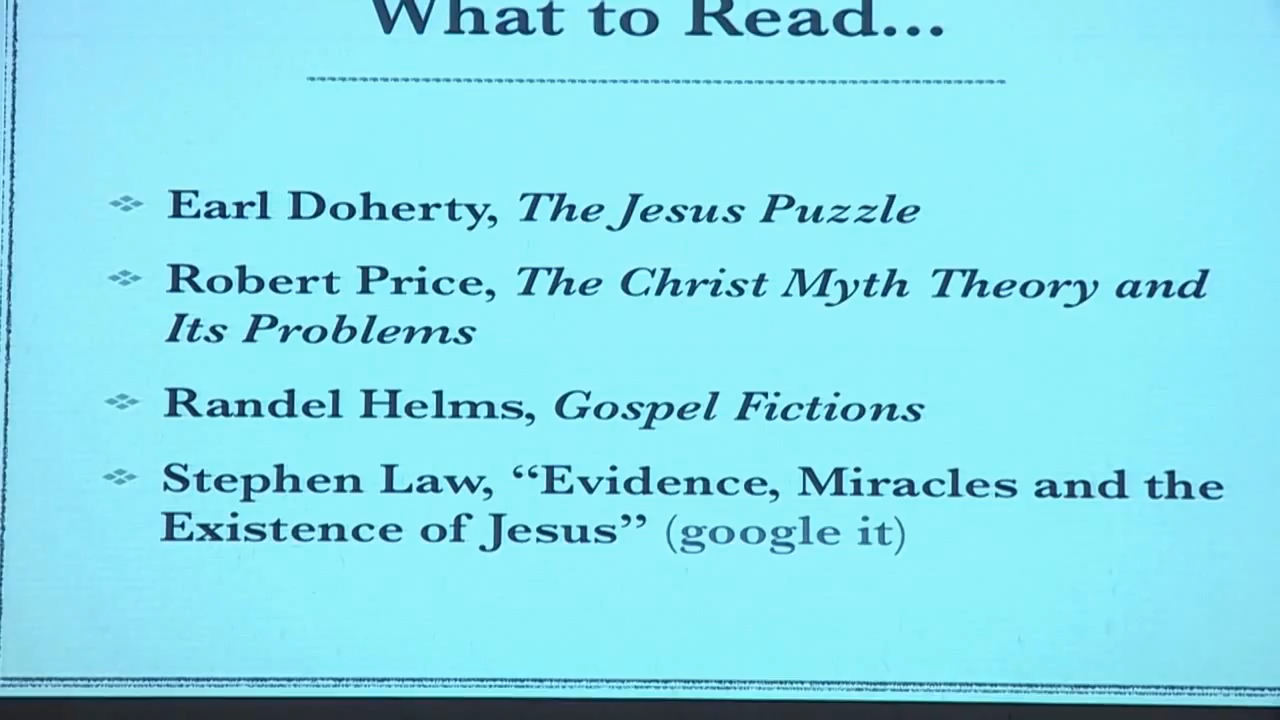 What to Read...
Earl Doherty, The Jesus Puzzle
Robert Price, The Christ Myth Theory and
Its Problems
Randel Helms, Gospel Fictions
Stephen Law, “Evidence, Miracles and the
Existence of Jesus” (google it)